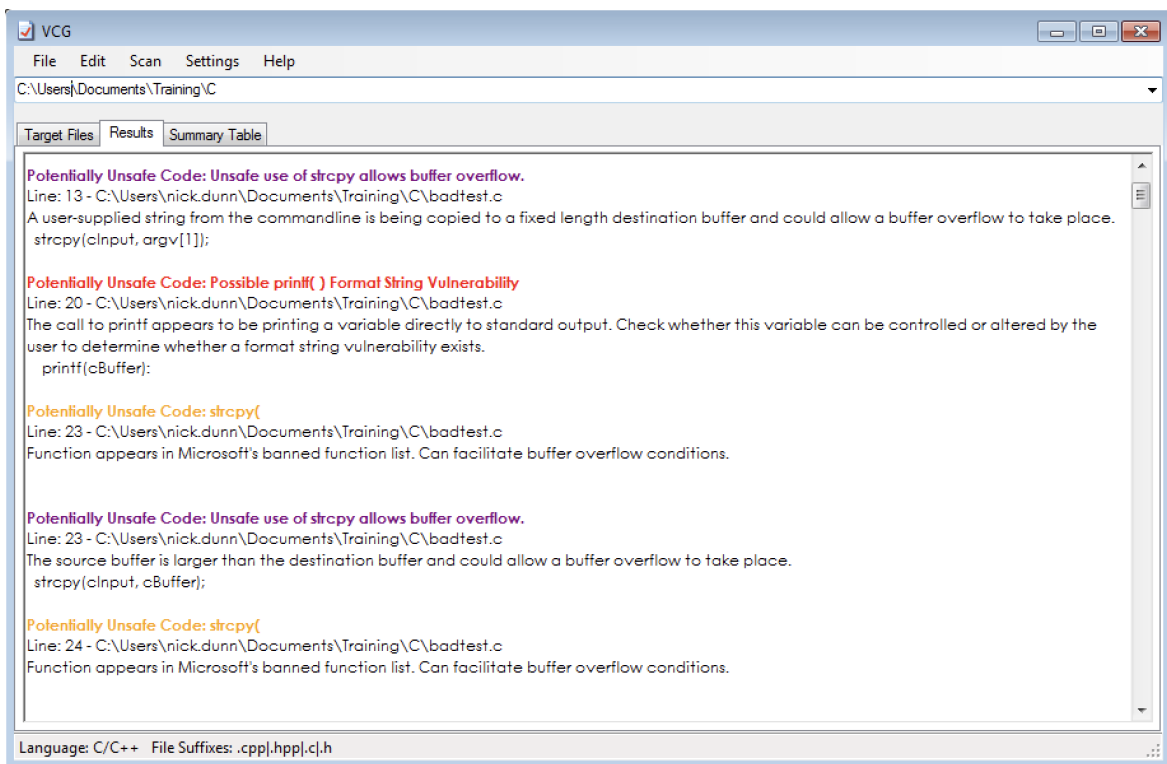 VCG
File Edit Scan Settings Help
C:\Users\Documents\Training\C
Target Files Results Summary Table
Potentially Unsafe Code: Unsafe use of strcpy allows buffer overflow.
Line: 13 - C:\Users\nick.dunn\Documents\Training\C\badtest.c
A user-supplied string from the commandline is being copied to a fixed length destination buffer and could allow a buffer overflow to take place.
strcpy(cInput, argv[1]);
Potentially Unsafe Code: Possible printf( ) Format String Vulnerability
Line: 20 - C:\Users\nick.dunn\Documents\Training\C\badtest.c
The call to printf appears to be printing a variable directly to standard output. Check whether this variable can be controlled or altered by the
user to determine whether a format string vulnerability exists.
printf(cBuffer);
Potentially Unsafe Code: strcpy(
Line: 23 - C:\Users\nick.dunn\Documents\Training\C\badtest.c
Function appears in Microsoft's banned function list. Can facilitate buffer overflow conditions.
Potentially Unsafe Code: Unsafe use of strcpy allows buffer overflow.
Line: 23 - C:\Users\nick.dunn\Documents\Training\C\badtest.c
The source buffer is larger than the destination buffer and could allow a buffer overflow to take place.
strcpy(cInput, cBuffer);
Potentially Unsafe Code: strcpy(
Line: 24 - C:\Users\nick.dunn\Documents\Training\C\badtest.c
Function appears in Microsoft's banned function list. Can facilitate buffer overflow conditions.
Language: C/C++ File Suffixes: .cpp|.hpp|.c|.h